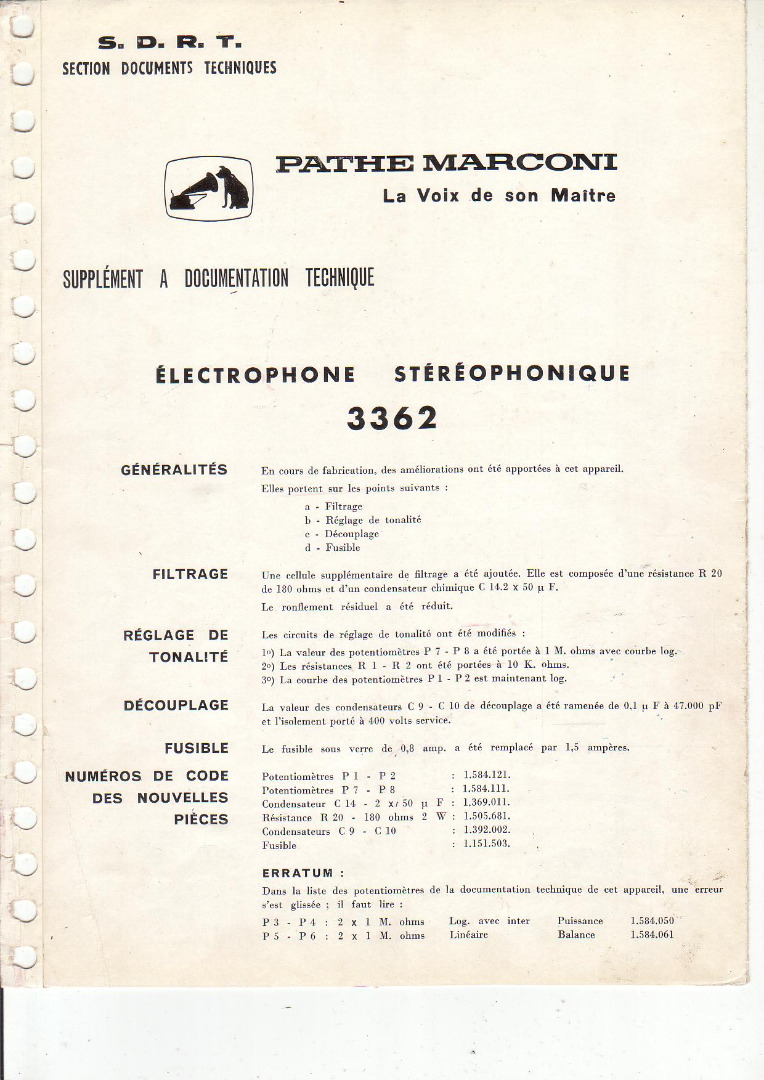 S. D. R. T.
SECTION DOCUMENTS TECHNIQUES
PATHE MARCONI
La Voix de son Maître
SUPPLÉMENT A DOCUMENTATION TECHNIQUE
ÉLECTROPHONE STÉRÉOPHONIQUE
3362
GÉNÉRALITÉS
En cours de fabrication, des améliorations ont été apportées à cet appareil.
Elles portent sur les points suivants :
a - Filtrage
b - Réglage de tonalité
c - Découplage
d - Fusible
FILTRAGE
Une cellule supplémentaire de filtrage a été ajoutée. Elle est composée d'une résistance R 20
de 180 ohms et d'un condensateur chimique C 14.2 x 50 µ F.
Le ronflement résiduel a été réduit.
RÉGLAGE DE
TONALITÉ
Les circuits de réglage de tonalité ont été modifiés :
1º) La valeur des potentiomètres P 7 - P 8 a été portée à 1 M. ohms avec courbe log.
2º) Les résistances R 1 - R 2 ont été portées à 10 K. ohms.
3º) La courbe des potentiomètres P 1 - P 2 est maintenant log.
DÉCOUPLAGE
La valeur des condensateurs C 9 - C 10 de découplage a été ramenée de 0,1 µ F à 47.000 pF
et l'isolement porté à 400 volts service.
FUSIBLE
Le fusible sous verre de 0,8 amp. a été remplacé par 1,5 ampères.
NUMÉROS DE CODE
DES NOUVELLES
PIÈCES
Potentiomètres P 1 - P 2 : 1.584.121.
Potentiomètres P 7 - P 8 : 1.584.111.
Condensateur C 14 - 2 x 50 µ F : 1.369.011.
Résistance R 20 - 180 ohms 2 W : 1.505.681.
Condensateurs C 9 - C 10 : 1.392.002.
Fusible : 1.151.503.
ERRATUM :
Dans la liste des potentiomètres de la documentation technique de cet appareil, une erreur
s'est glissée ; il faut lire :
P 3 - P 4 : 2 x 1 M. ohms Log. avec inter Puissance 1.584.050
P 5 - P 6 : 2 x 1 M. ohms Linéaire Balance 1.584.061